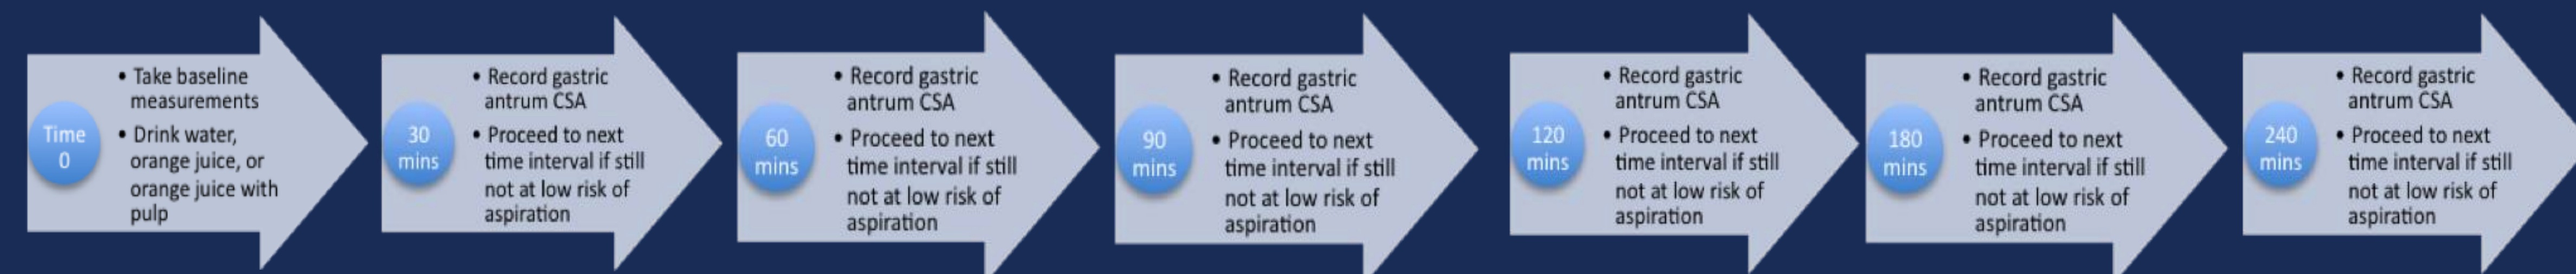 Time
0
• Take baseline
measurements
• Drink water,
orange juice, or
orange juice with
pulp
30
mins
• Record gastric
antrum CSA
• Proceed to next
time interval if still
not at low risk of
aspiration
60
mins
• Record gastric
antrum CSA
• Proceed to next
time interval if still
not at low risk of
aspiration
90
mins
• Record gastric
antrum CSA
• Proceed to next
time interval if still
not at low risk of
aspiration
120
mins
• Record gastric
antrum CSA
• Proceed to next
time interval if still
not at low risk of
aspiration
180
mins
• Record gastric
antrum CSA
• Proceed to next
time interval if still
not at low risk of
aspiration
240
mins
• Record gastric
antrum CSA
• Proceed to next
time interval if still
not at low risk of
aspiration